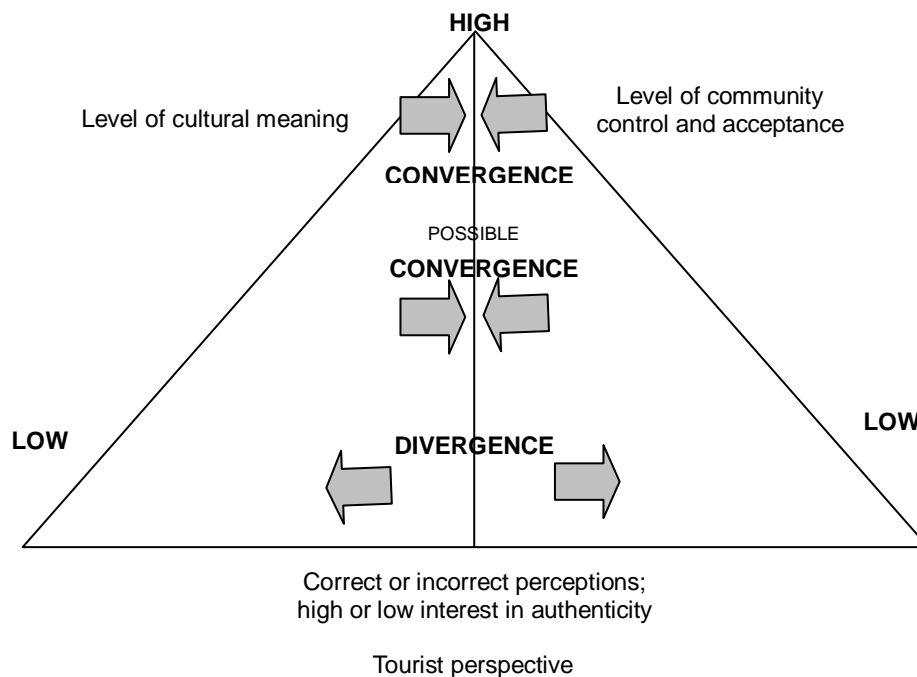 HIGH
Level of cultural meaning
Level of community
control and acceptance
CONVERGENCE
POSSIBLE
CONVERGENCE
LOW
LOW
DIVERGENCE
Correct or incorrect perceptions;
high or low interest in authenticity
Tourist perspective